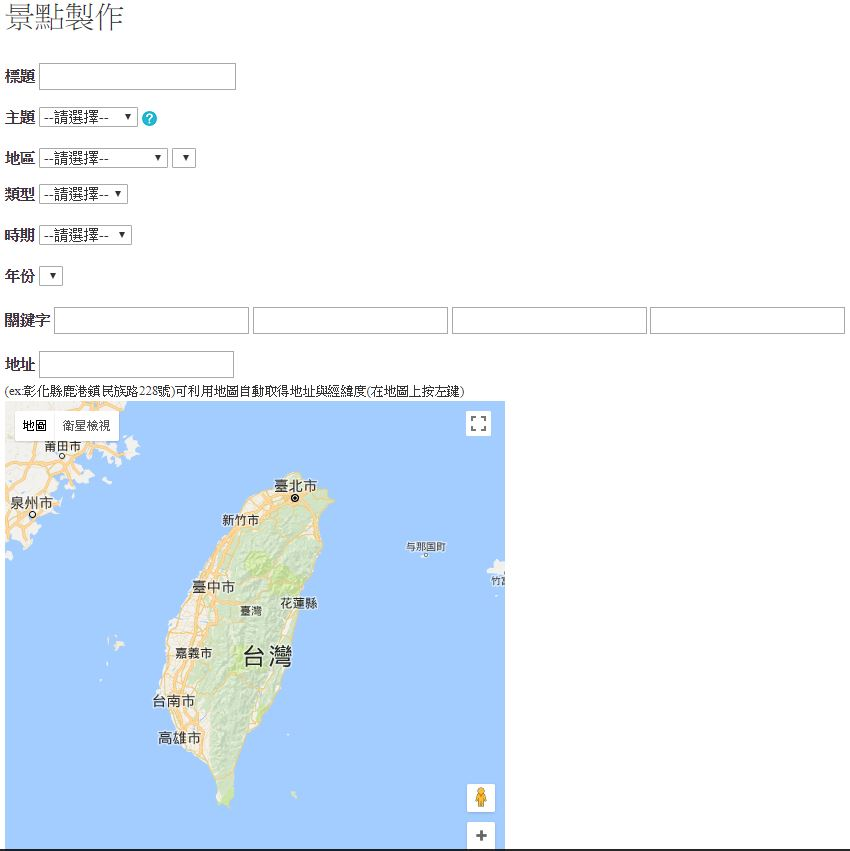 景點製作
標題
主題 --請選擇-- ?
地區 --請選擇--
類型 --請選擇--
時期 --請選擇--
年份
關鍵字
地址
(ex:彰化縣鹿港鎮民族路228號)可利用地圖自動取得地址與經緯度(在地圖上按左鍵)
地圖 衛星檢視
莆田市
臺北市
泉州市
新竹市
与那国町
竹富
臺中市
花蓮縣
臺灣
嘉義市
台灣
台南市
高雄市
+